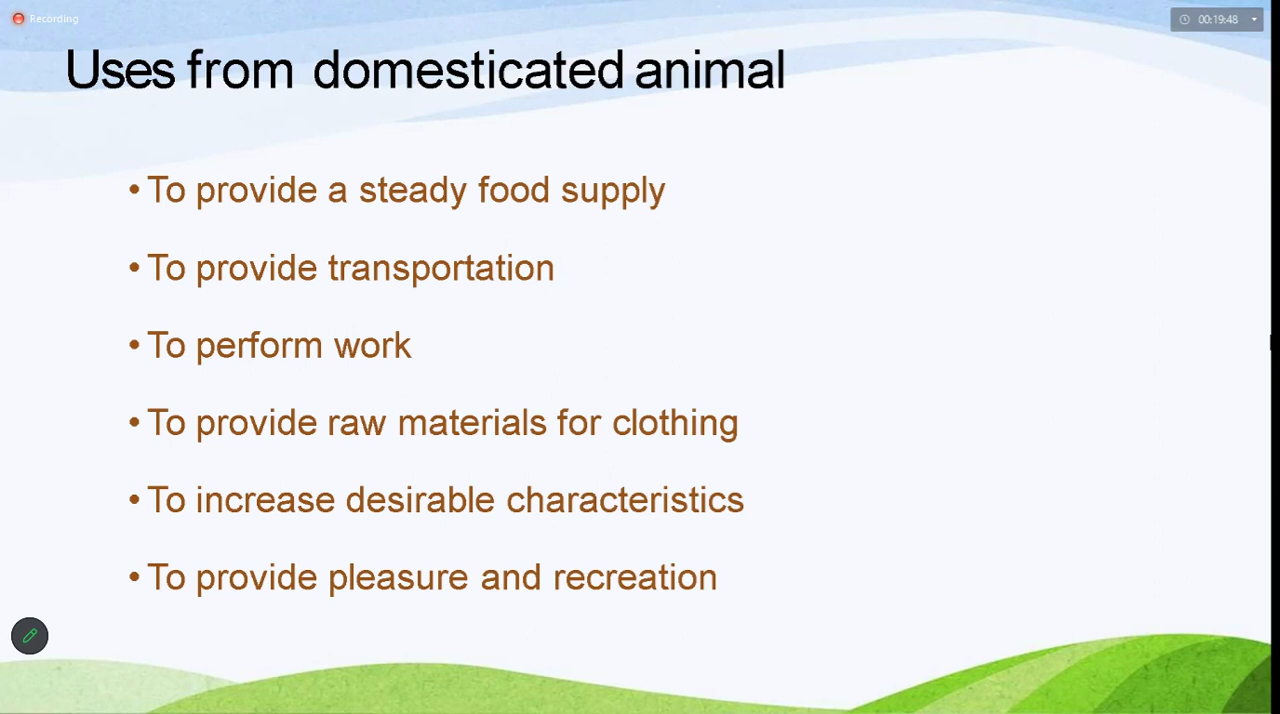 Recording
00:19:48
Uses from domesticated animal
• To provide a steady food supply
• To provide transportation
• To perform work
• To provide raw materials for clothing
• To increase desirable characteristics
• To provide pleasure and recreation